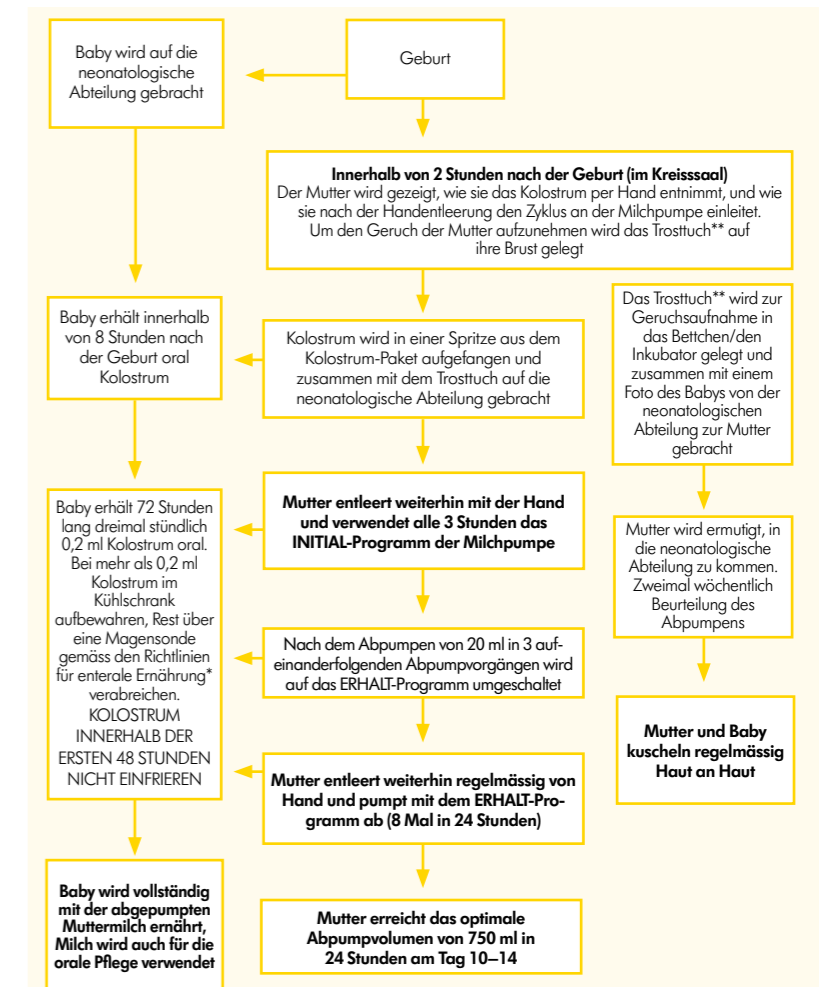 Baby wird auf die
neonatologische
Abteilung gebracht
Geburt
Innerhalb von 2 Stunden nach der Geburt (im Kreisssaal)
Der Mutter wird gezeigt, wie sie das Kolostrum per Hand entnimmt, und wie
sie nach der Handentleerung den Zyklus an der Milchpumpe einleitet.
Um den Geruch der Mutter aufzunehmen wird das Trosttuch** auf
ihre Brust gelegt
Baby erhält innerhalb
von 8 Stunden nach
der Geburt oral
Kolostrum
Kolostrum wird in einer Spritze aus dem
Kolostrum-Paket aufgefangen und
zusammen mit dem Trosttuch auf die
neonatologische Abteilung gebracht
Das Trosttuch** wird zur
Geruchsaufnahme in
das Bettchen/den
Inkubator gelegt und
zusammen mit einem
Foto des Babys von der
neonatologischen
Abteilung zur Mutter
gebracht
Mutter entleert weiterhin mit der Hand
und verwendet alle 3 Stunden das
INITIAL-Programm der Milchpumpe
Baby erhält 72 Stunden
lang dreimal stündlich
0,2 ml Kolostrum oral.
Bei mehr als 0,2 ml
Kolostrum im
Kühlschrank
aufbewahren, Rest über
eine Magensonde
gemäss den Richtlinien
für enterale Ernährung*
verabreichen.
KOLOSTRUM
INNERHALB DER
ERSTEN 48 STUNDEN
NICHT EINFRIEREN
Mutter wird ermutigt, in
die neonatologische
Abteilung zu kommen.
Zweimal wöchentlich
Beurteilung des
Abpumpens
Nach dem Abpumpen von 20 ml in 3 auf-
einanderfolgenden Abpumpvorgängen wird
auf das ERHALT-Programm umgeschaltet
Mutter und Baby
kuscheln regelmässig
Haut an Haut
Mutter entleert weiterhin regelmässig von
Hand und pumpt mit dem ERHALT-Pro-
gramm ab (8 Mal in 24 Stunden)
Baby wird vollständig
mit der abgepumpten
Muttermilch ernährt,
Milch wird auch für die
orale Pflege verwendet
Mutter erreicht das optimale
Abpumpvolumen von 750 ml in
24 Stunden am Tag 10–14